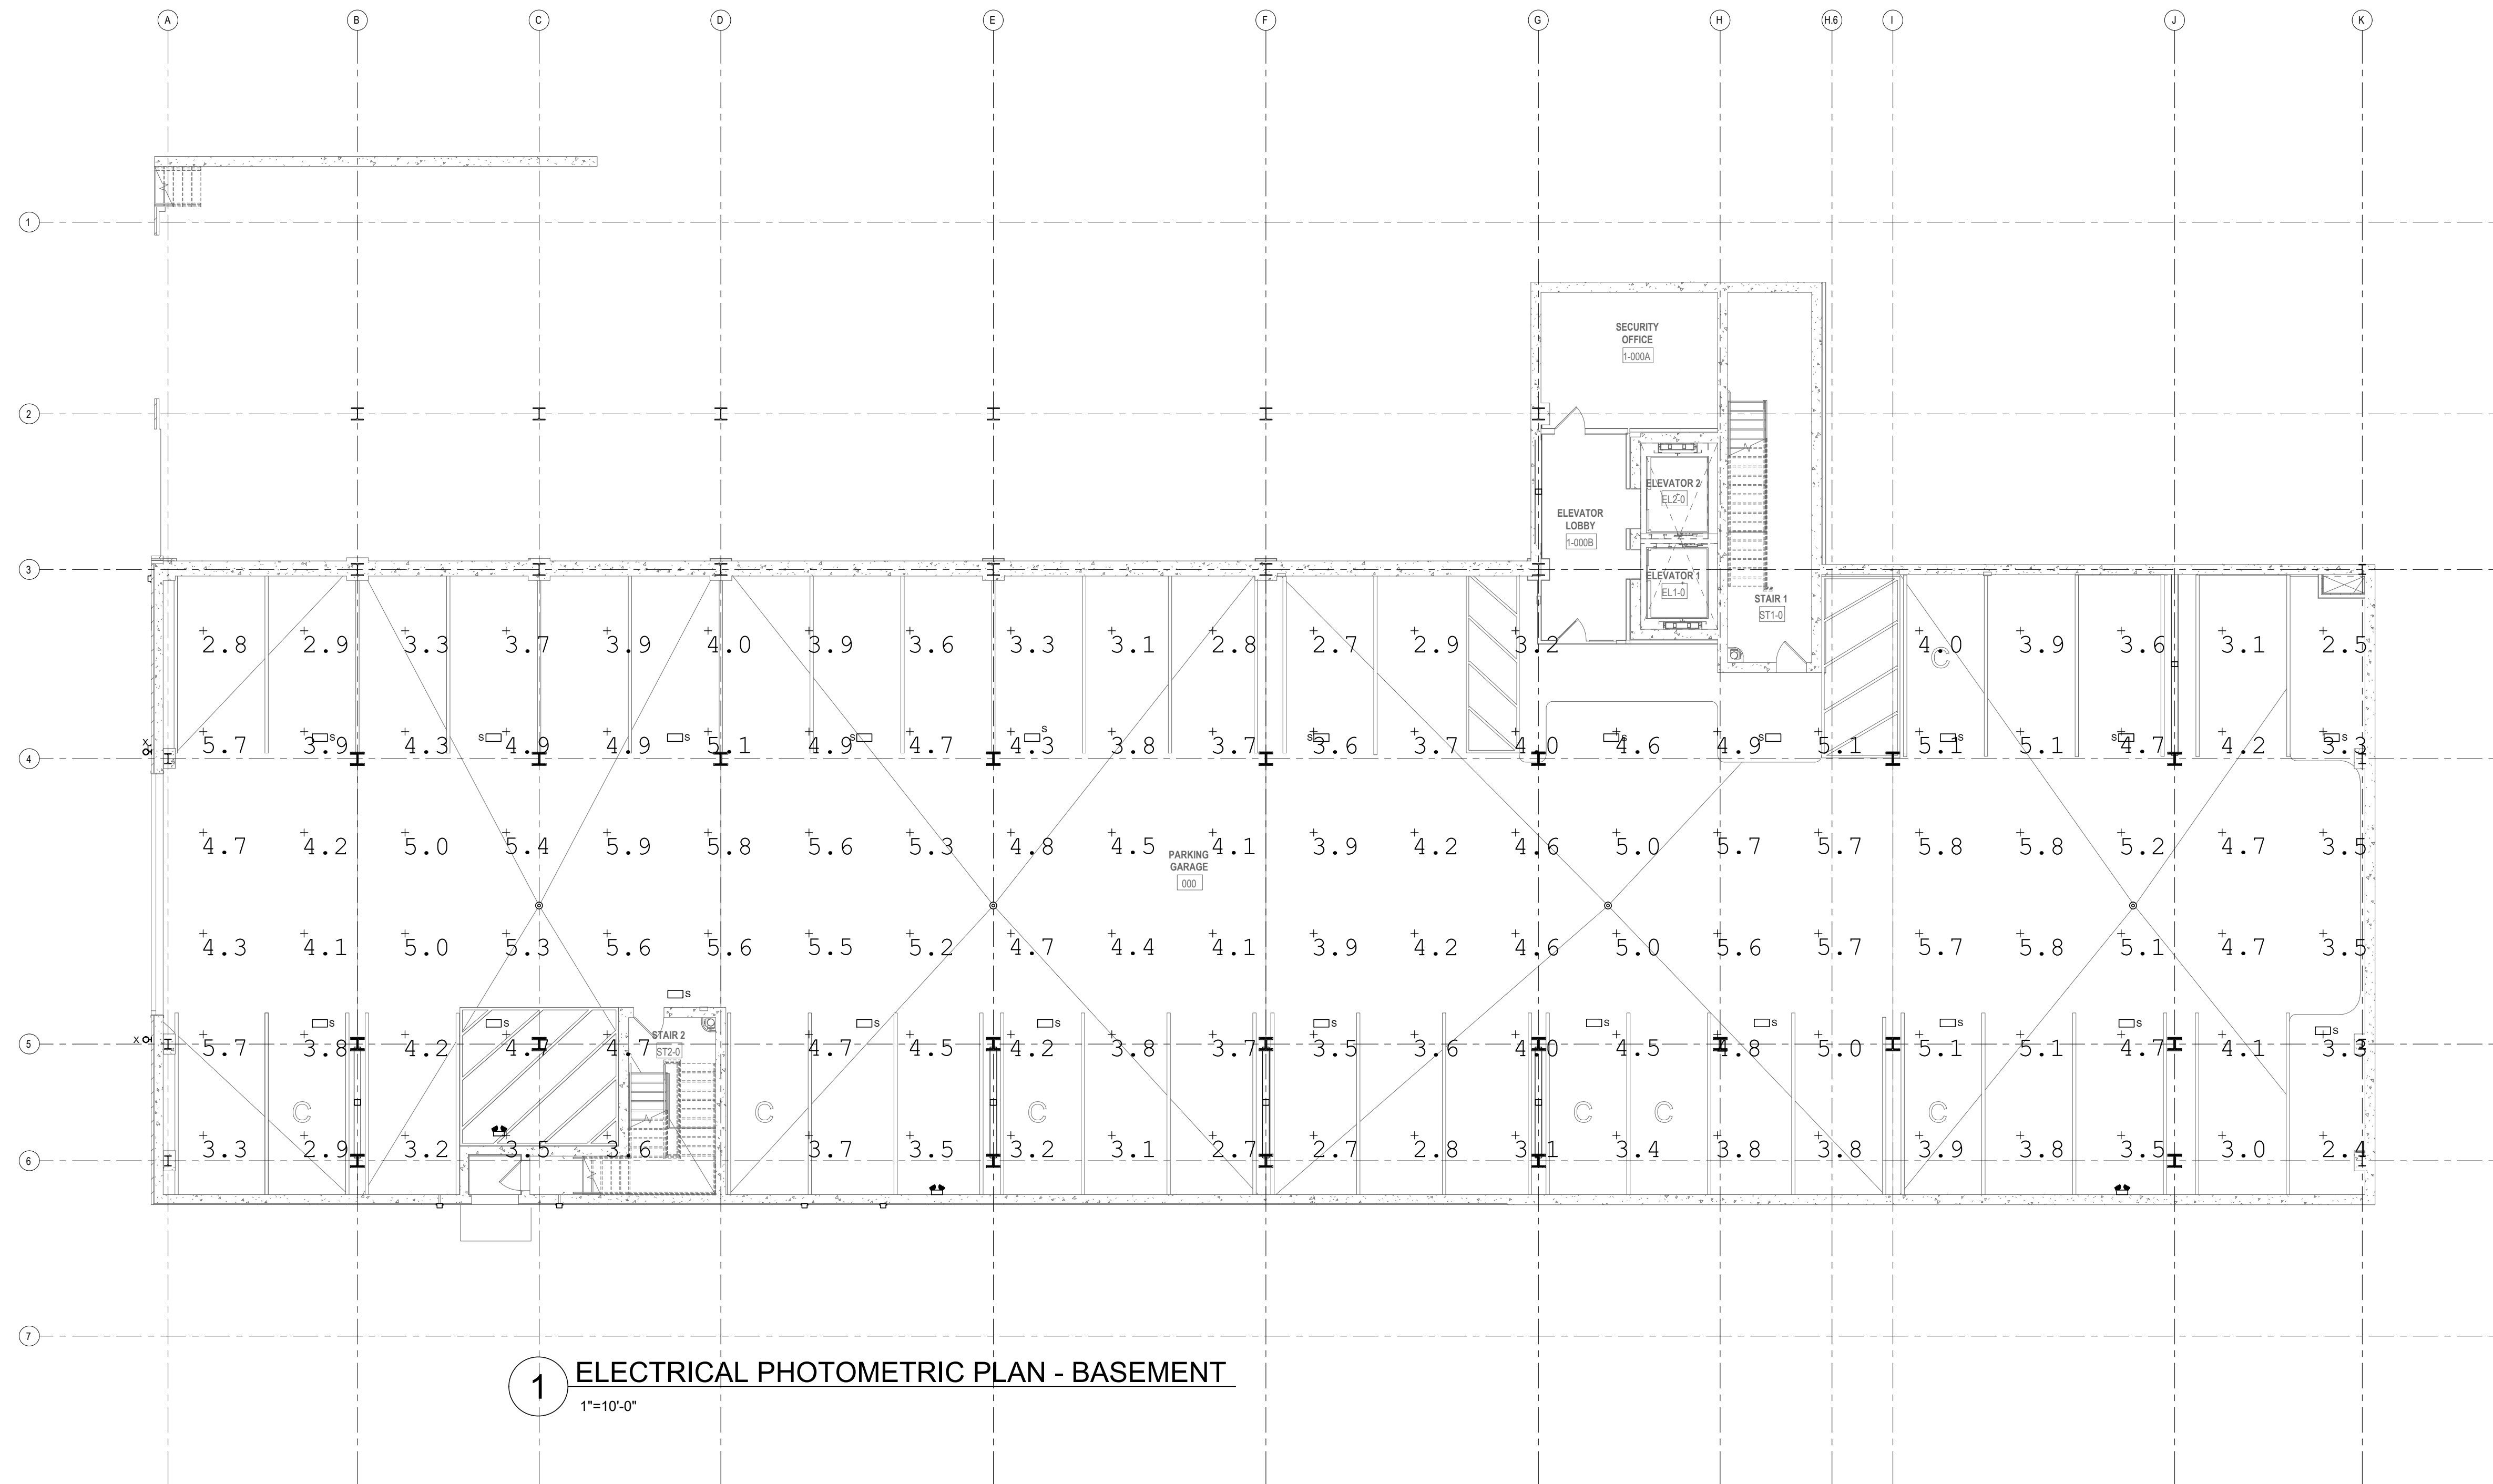 A B C D E F G H H.6 I J K
1
SECURITY
OFFICE
1-000A
2
ELEVATOR 2
EL2-0
ELEVATOR
LOBBY
1-000B
3
ELEVATOR 1
EL1-0
STAIR 1
ST1-0
2.8 2.9 3.3 3.7 3.9 4.0 3.9 3.6 3.3 3.1 2.8 2.7 2.9 3.2 4.0 3.9 3.6 3.1 2.5
C
S
X S S S S S S S S S S S
5.7 3.9 4.3 4.9 4.9 5.1 4.9 4.7 4.3 3.8 3.7 3.6 3.7 4.0 4.6 4.9 5.1 5.1 5.1 4.7 4.2 3.3
4
4.7 4.2 5.0 5.4 5.9 5.8 5.6 5.3 4.8 4.5 4.1 3.9 4.2 4.6 5.0 5.7 5.7 5.8 5.8 5.2 4.7 3.5
PARKING
GARAGE
000
4.3 4.1 5.0 5.3 5.6 5.6 5.5 5.2 4.7 4.4 4.1 3.9 4.2 4.6 5.0 5.6 5.7 5.7 5.8 5.1 4.7 3.5
S
S S S S S S S S S S
STAIR 2
ST2-0
5 X
5.7 3.8 4.2 4.7 4.7 4.7 4.5 4.2 3.8 3.7 3.5 3.6 4.0 4.5 4.8 5.0 5.1 5.1 4.7 4.1 3.3
C C C C C C
3.3 2.9 3.2 3.5 3.6 3.7 3.5 3.2 3.1 2.7 2.7 2.8 3.1 3.4 3.8 3.8 3.9 3.8 3.5 3.0 2.4
6
7
1 ELECTRICAL PHOTOMETRIC PLAN - BASEMENT
1"=10'-0"